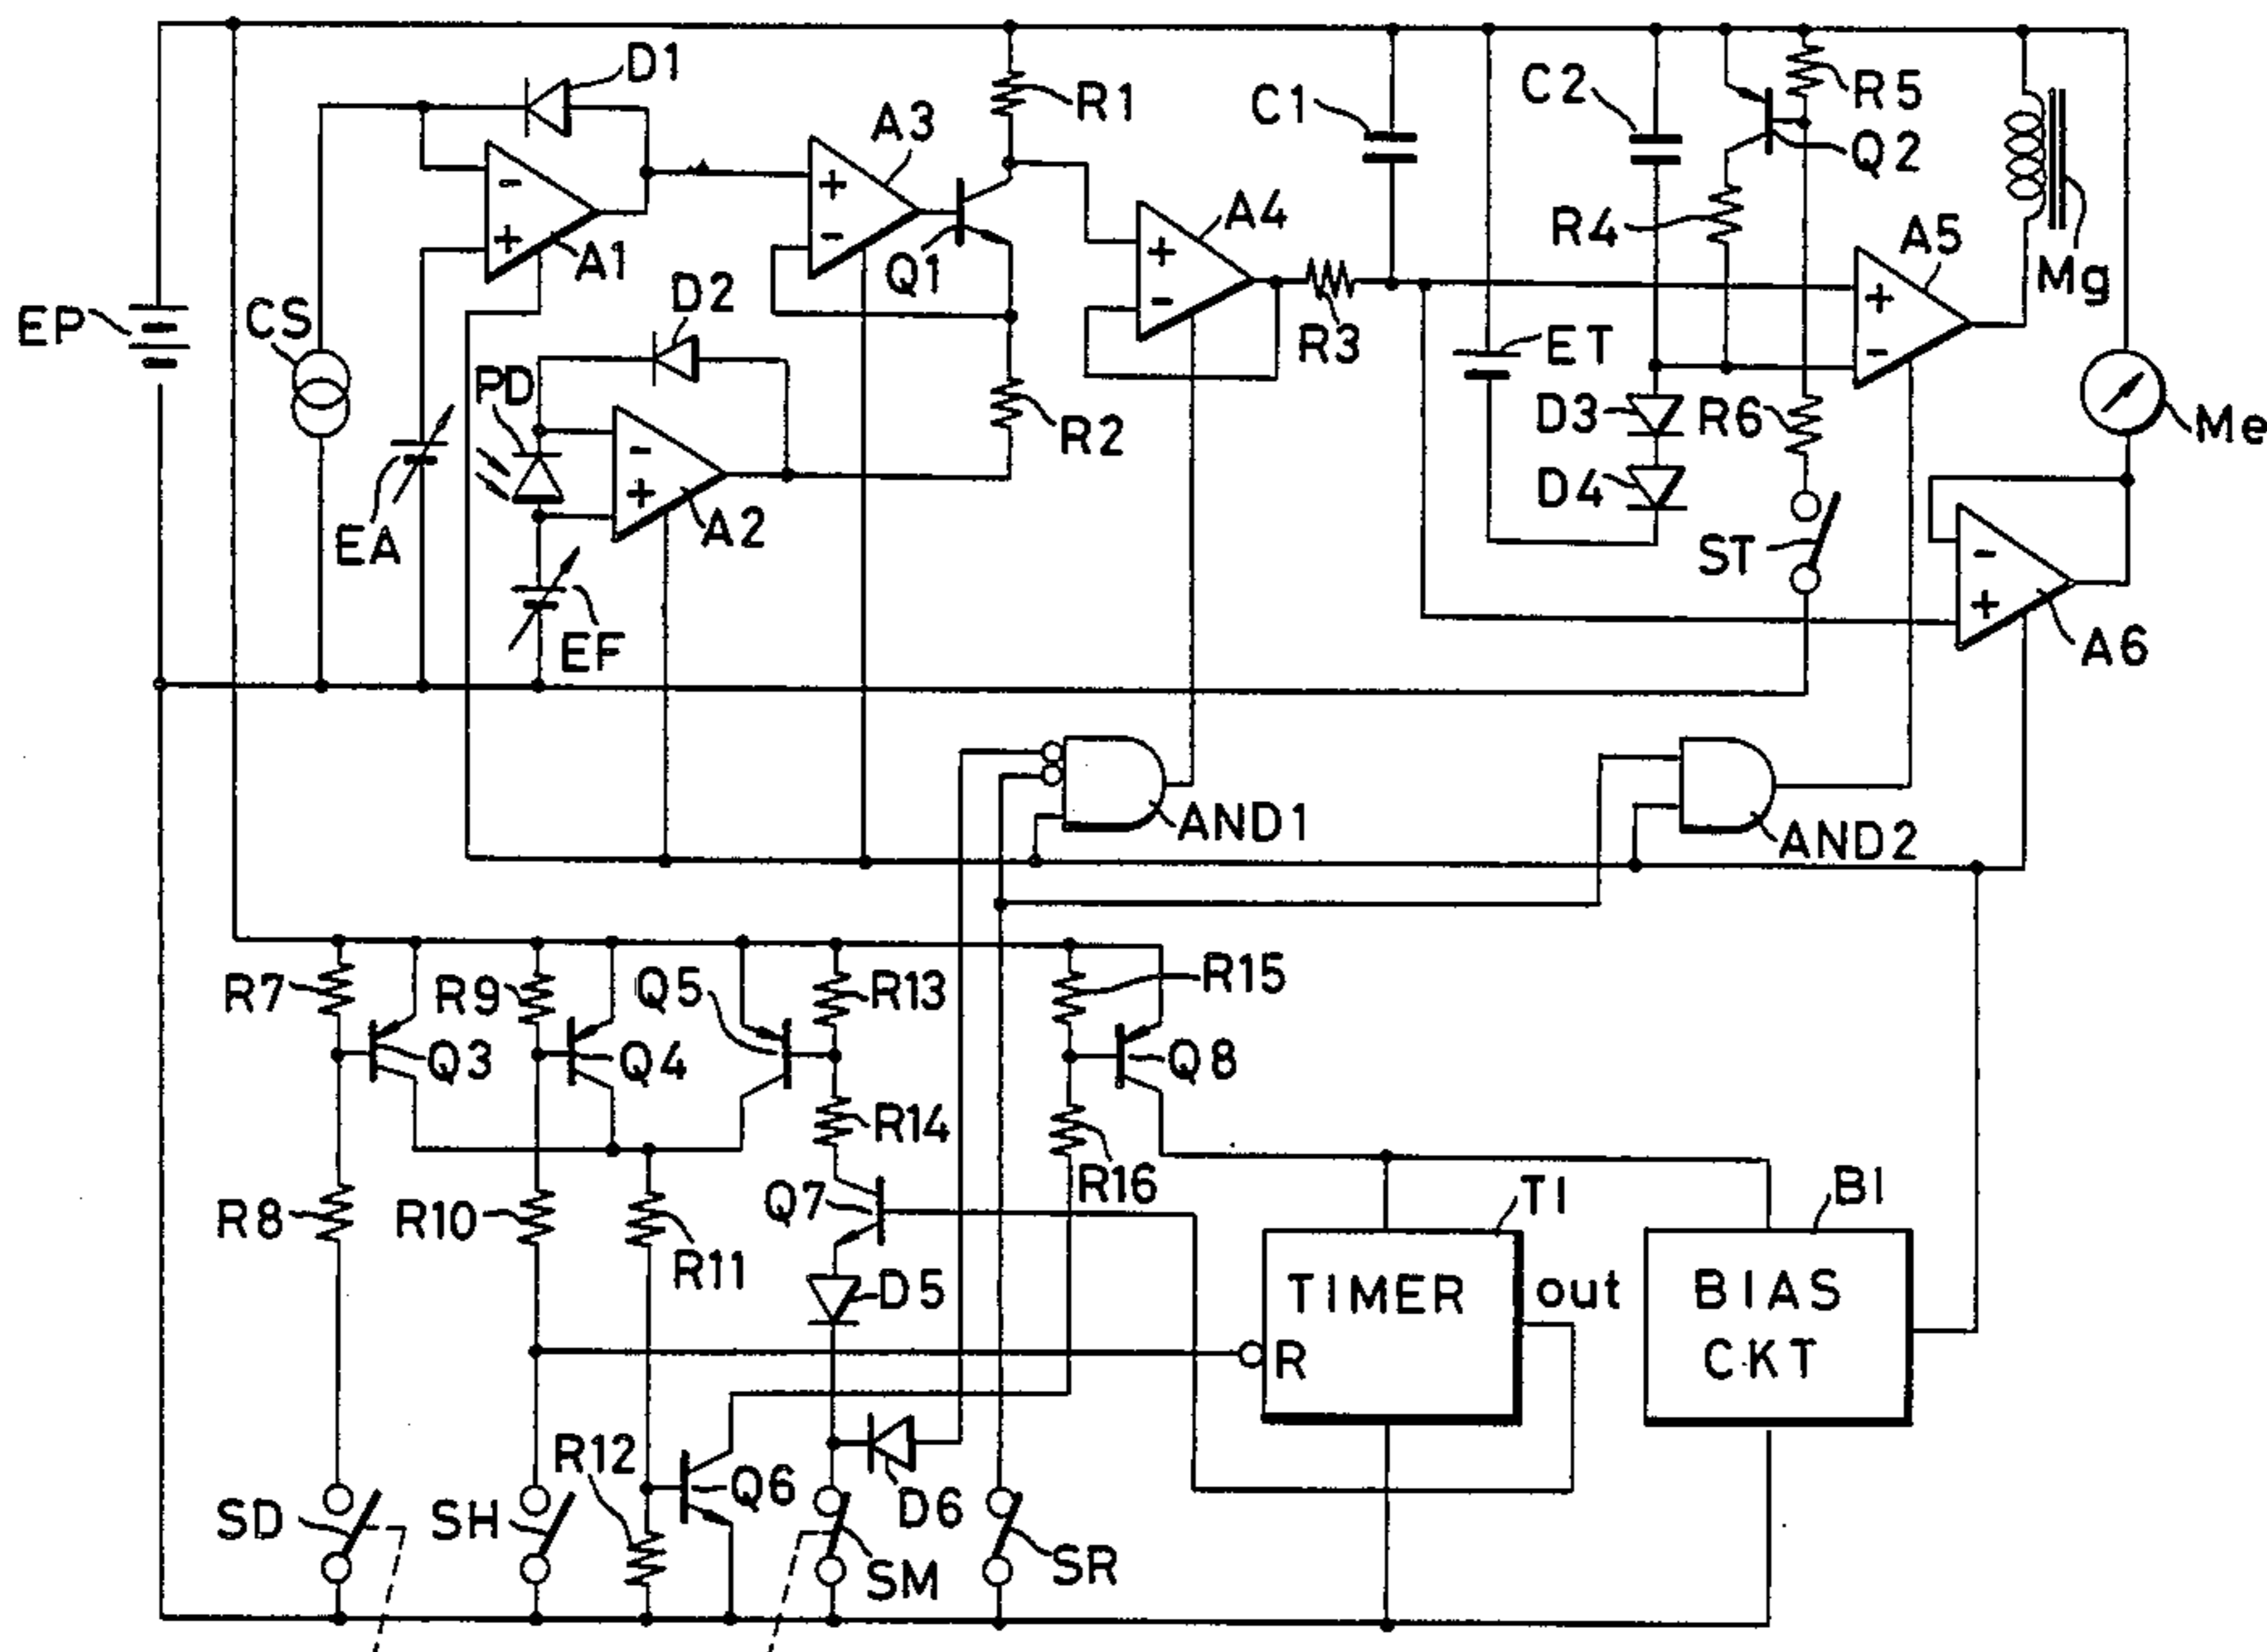 D1
A3
R1
C1
C2
R5
Q2
EP
CS
A1
Q1
A4
R4
A5
Mg
D2
R3
ET
PD
R2
D3
R6
Me
EA
A2
D4
ST
EF
A6
- + + - + - + - - + - +
AND1
AND2
R7
R9
Q5
R13
R15
Q3
Q4
Q8
R14
R8
R10
R11
Q7
R16
T1
B1
D5
TIMER
out
BIAS
CKT
R
R12
Q6
SD
SH
D6
SM
SR